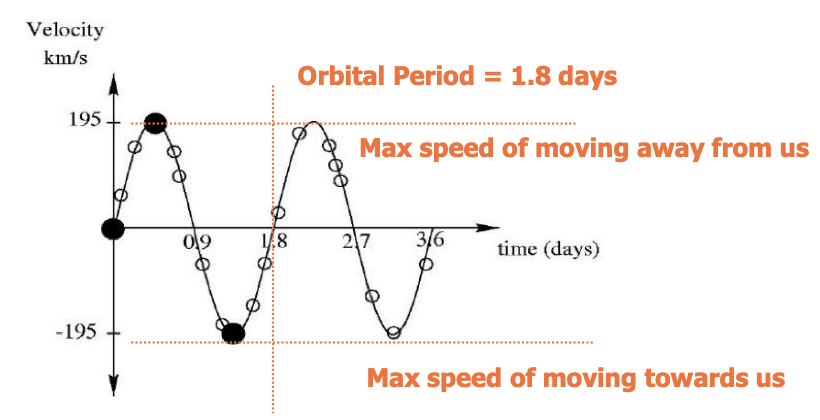 Velocity
km/s
Orbital Period = 1.8 days
195
Max speed of moving away from us
0.9
1.8
2.7
3.6
time (days)
-195
Max speed of moving towards us